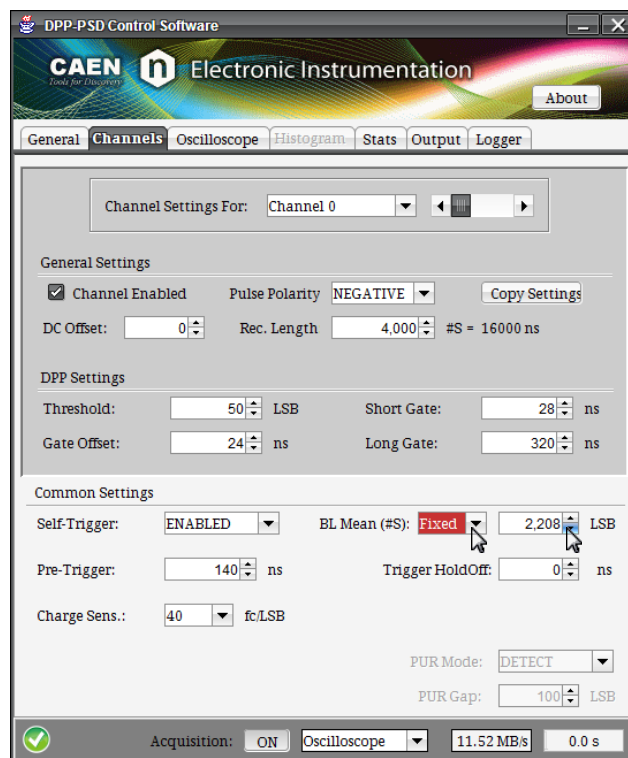 DPP-PSD Control Software
CAEN n Electronic Instrumentation
Tools for Discovery
About
General Channels Oscilloscope Histogram Stats Output Logger
Channel Settings For: Channel 0
General Settings
Channel Enabled Pulse Polarity NEGATIVE Copy Settings
DC Offset: 0 Rec. Length 4,000 #S = 16000 ns
DPP Settings
Threshold: 50 LSB Short Gate: 28 ns
Gate Offset: 24 ns Long Gate: 320 ns
Common Settings
Self-Trigger: ENABLED BL Mean (#S): Fixed 2,208 LSB
Pre-Trigger: 140 ns Trigger HoldOff: 0 ns
Charge Sens.: 40 fc/LSB
PUR Mode: DETECT
PUR Gap: 100 LSB
Acquisition: ON Oscilloscope 11.52 MB/s 0.0 s